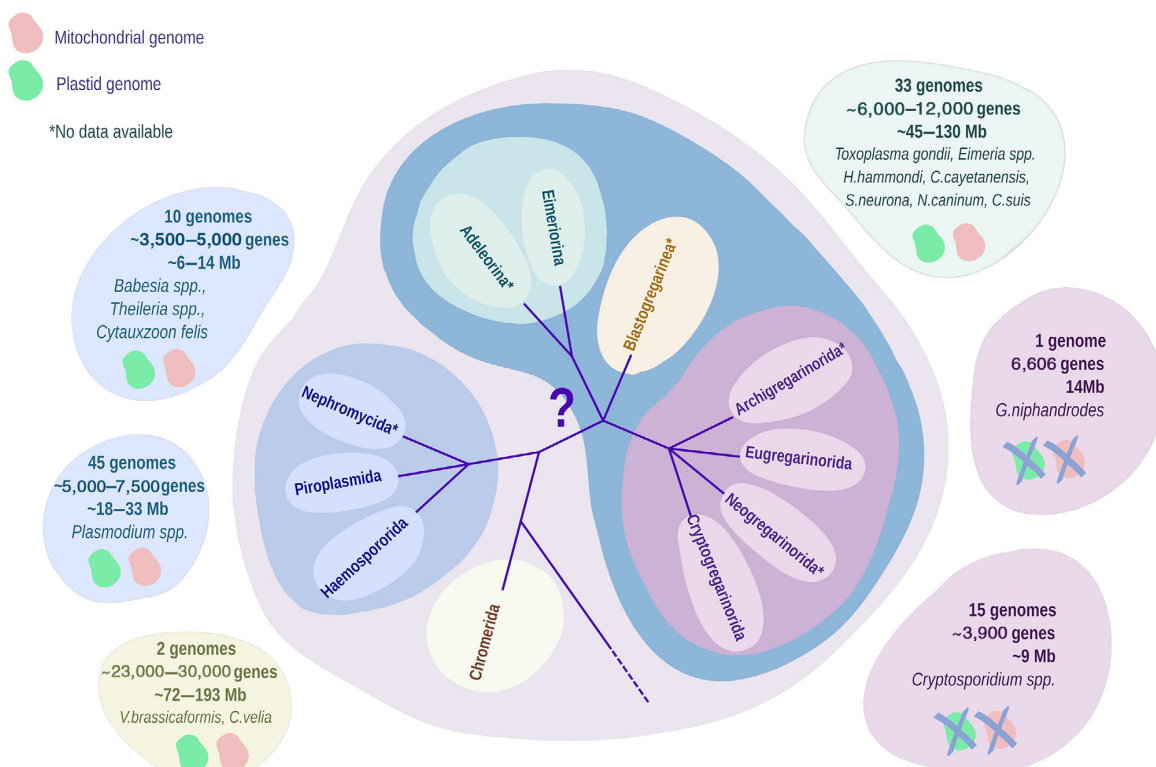 Mitochondrial genome
Plastid genome
*No data available
33 genomes
~6,000–12,000 genes
~45–130 Mb
Toxoplasma gondii, Eimeria spp.
H.hammondi, C.cayetanensis,
S.neurona, N.caninum, C.suis
10 genomes
~3,500–5,000 genes
~6–14 Mb
Babesia spp.,
Theileria spp.,
Cytauxzoon felis
Adeleorina*
Eimeriorina
Blastogregarinea*
1 genome
6,606 genes
14Mb
G.niphandrodes
Nephromycida*
Piroplasmida
Haemospororida
?
Archigregarinorida*
Eugregarinorida
Neogregarinorida*
Cryptogregarinorida
45 genomes
~5,000–7,500genes
~18–33 Mb
Plasmodium spp.
Chromerida
15 genomes
~3,900 genes
~9 Mb
Cryptosporidium spp.
2 genomes
~23,000–30,000 genes
~72–193 Mb
V.brassicaformis, C.velia